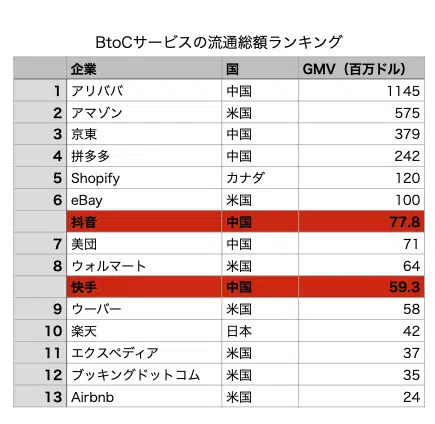 BtoCサービスの流通総額ランキング
企業 国 GMV（百万ドル）
1 アリババ 中国 1145
2 アマゾン 米国 575
3 京東 中国 379
4 拼多多 中国 242
5 Shopify カナダ 120
6 eBay 米国 100
抖音 中国 77.8
7 美団 中国 71
8 ウォルマート 米国 64
快手 中国 59.3
9 ウーバー 米国 58
10 楽天 日本 42
11 エクスペディア 米国 37
12 ブッキングドットコム 米国 35
13 Airbnb 米国 24